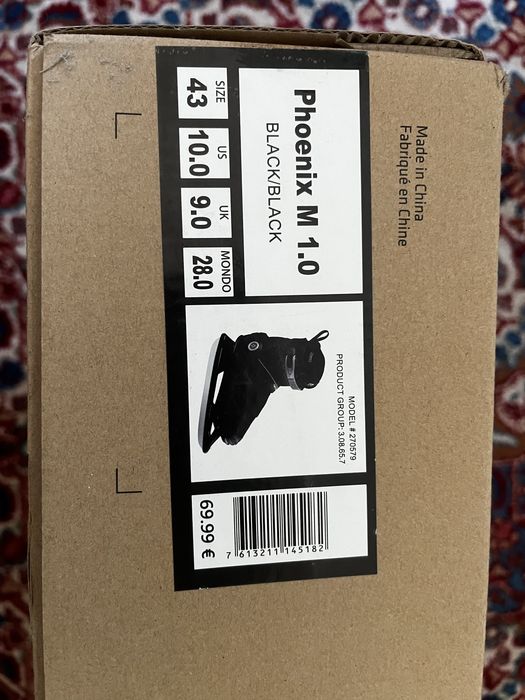 Made in China
Fabriqué en Chine
Phoenix M 1.0
BLACK/BLACK
SIZE
43
US
10.0
UK
9.0
MONDO
28.0
MODEL # 270579
PRODUCT GROUP: 3.08.65.7
7 613211 145182
69.99 €